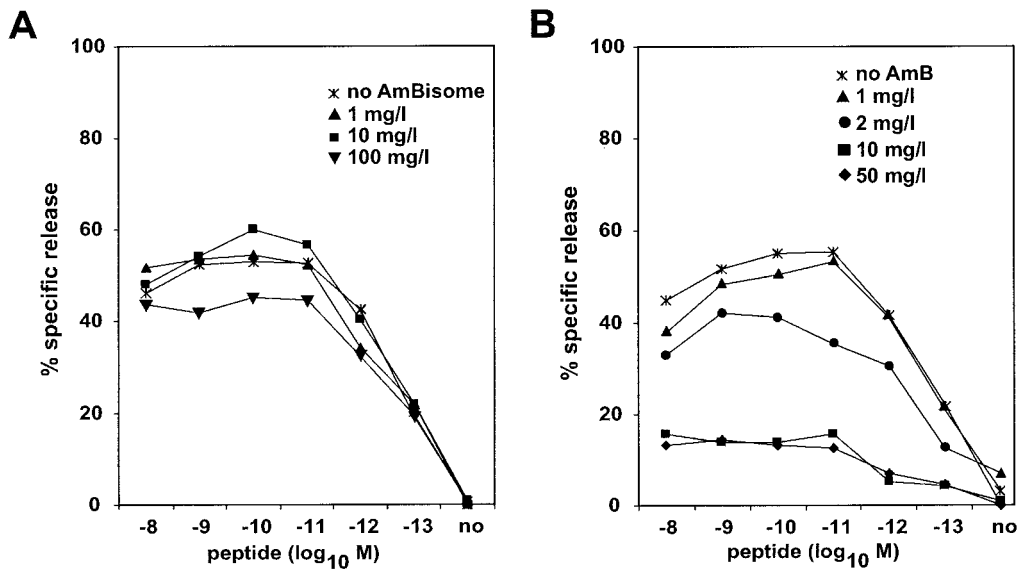 A
100
80
60
40
20
0
% specific release
no AmBisome
1 mg/l
10 mg/l
100 mg/l
-8 -9 -10 -11 -12 -13 no
peptide (log10 M)
B
100
80
60
40
20
0
% specific release
no AmB
1 mg/l
2 mg/l
10 mg/l
50 mg/l
-8 -9 -10 -11 -12 -13 no
peptide (log10 M)